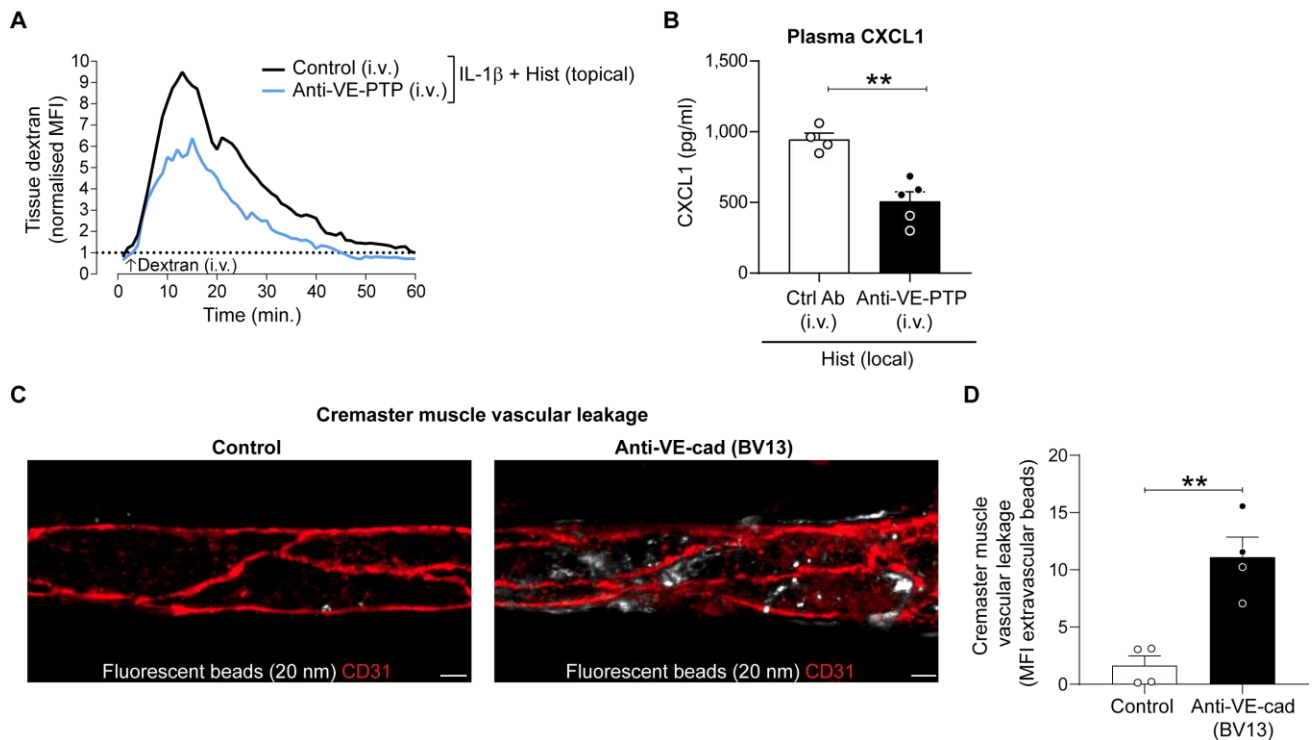 A
Tissue dextran
(normalised MFI)
10
9
8
7
6
5
4
3
2
1
0
Control (i.v.)
Anti-VE-PTP (i.v.)
IL-1β + Hist (topical)
↑Dextran (i.v.)
0 10 20 30 40 50 60
Time (min.)
B
Plasma CXCL1
**
CXCL1 (pg/ml)
1,500
1,000
500
0
Ctrl Ab Anti-VE-PTP
(i.v.) (i.v.)
Hist (local)
C
Cremaster muscle vascular leakage
Control
Anti-VE-cad (BV13)
Fluorescent beads (20 nm) CD31
Fluorescent beads (20 nm) CD31
D
Cremaster muscle
vascular leakage
(MFI extravascular beads)
20
15
10
5
0
**
Control Anti-VE-cad
(BV13)